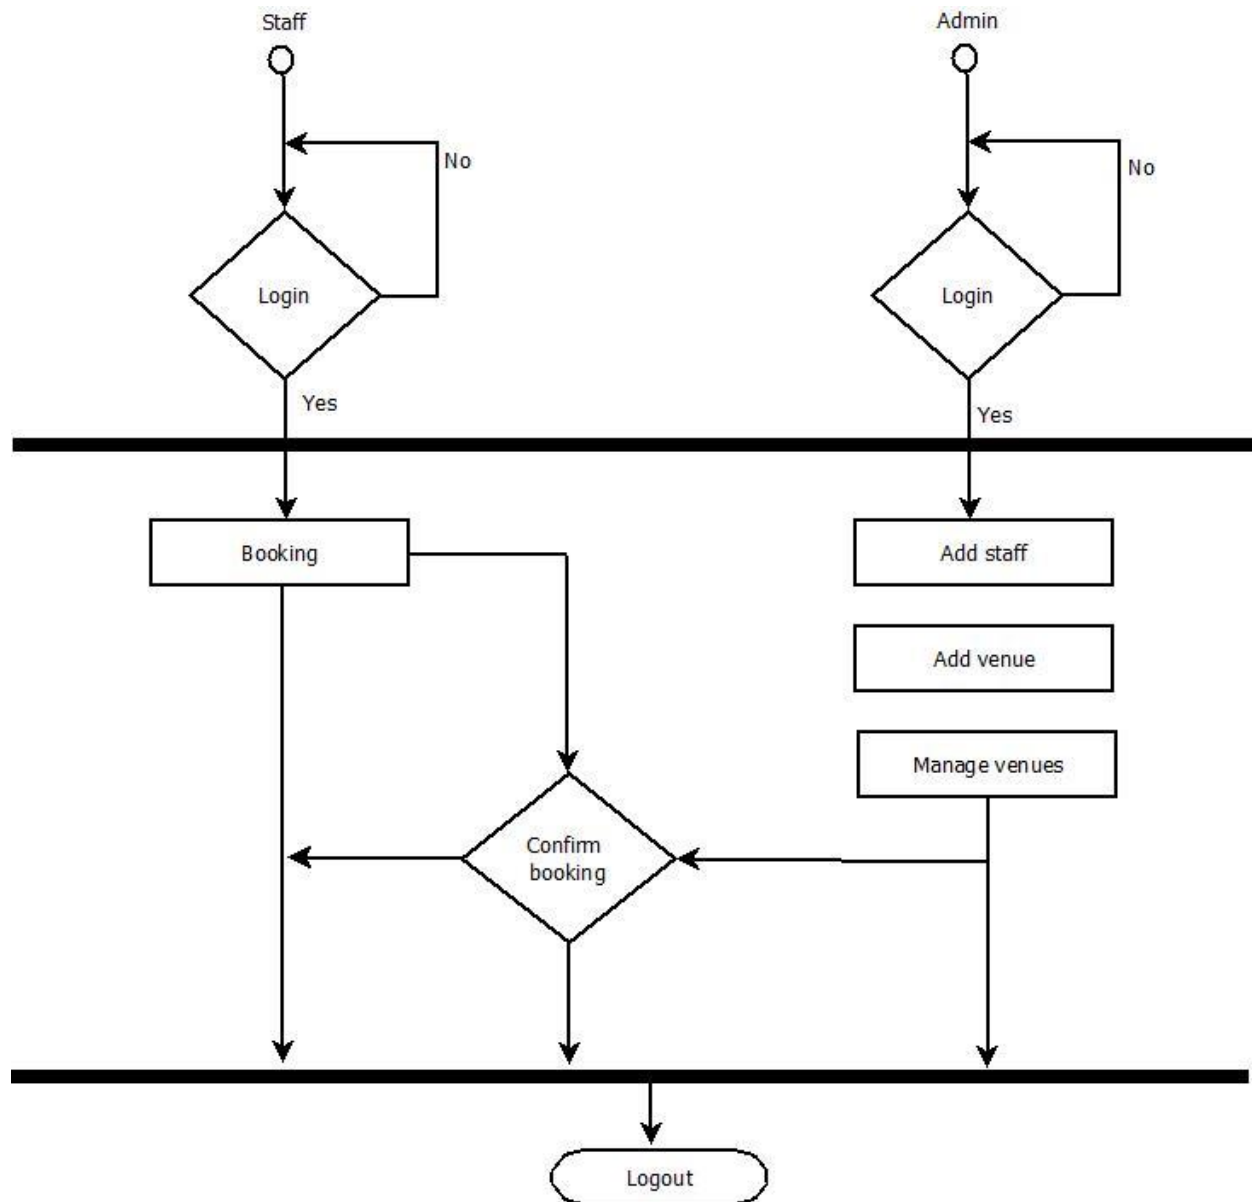 Staff
Admin
No
No
Login
Login
Yes
Yes
Booking
Add staff
Add venue
Manage venues
Confirm
booking
Logout